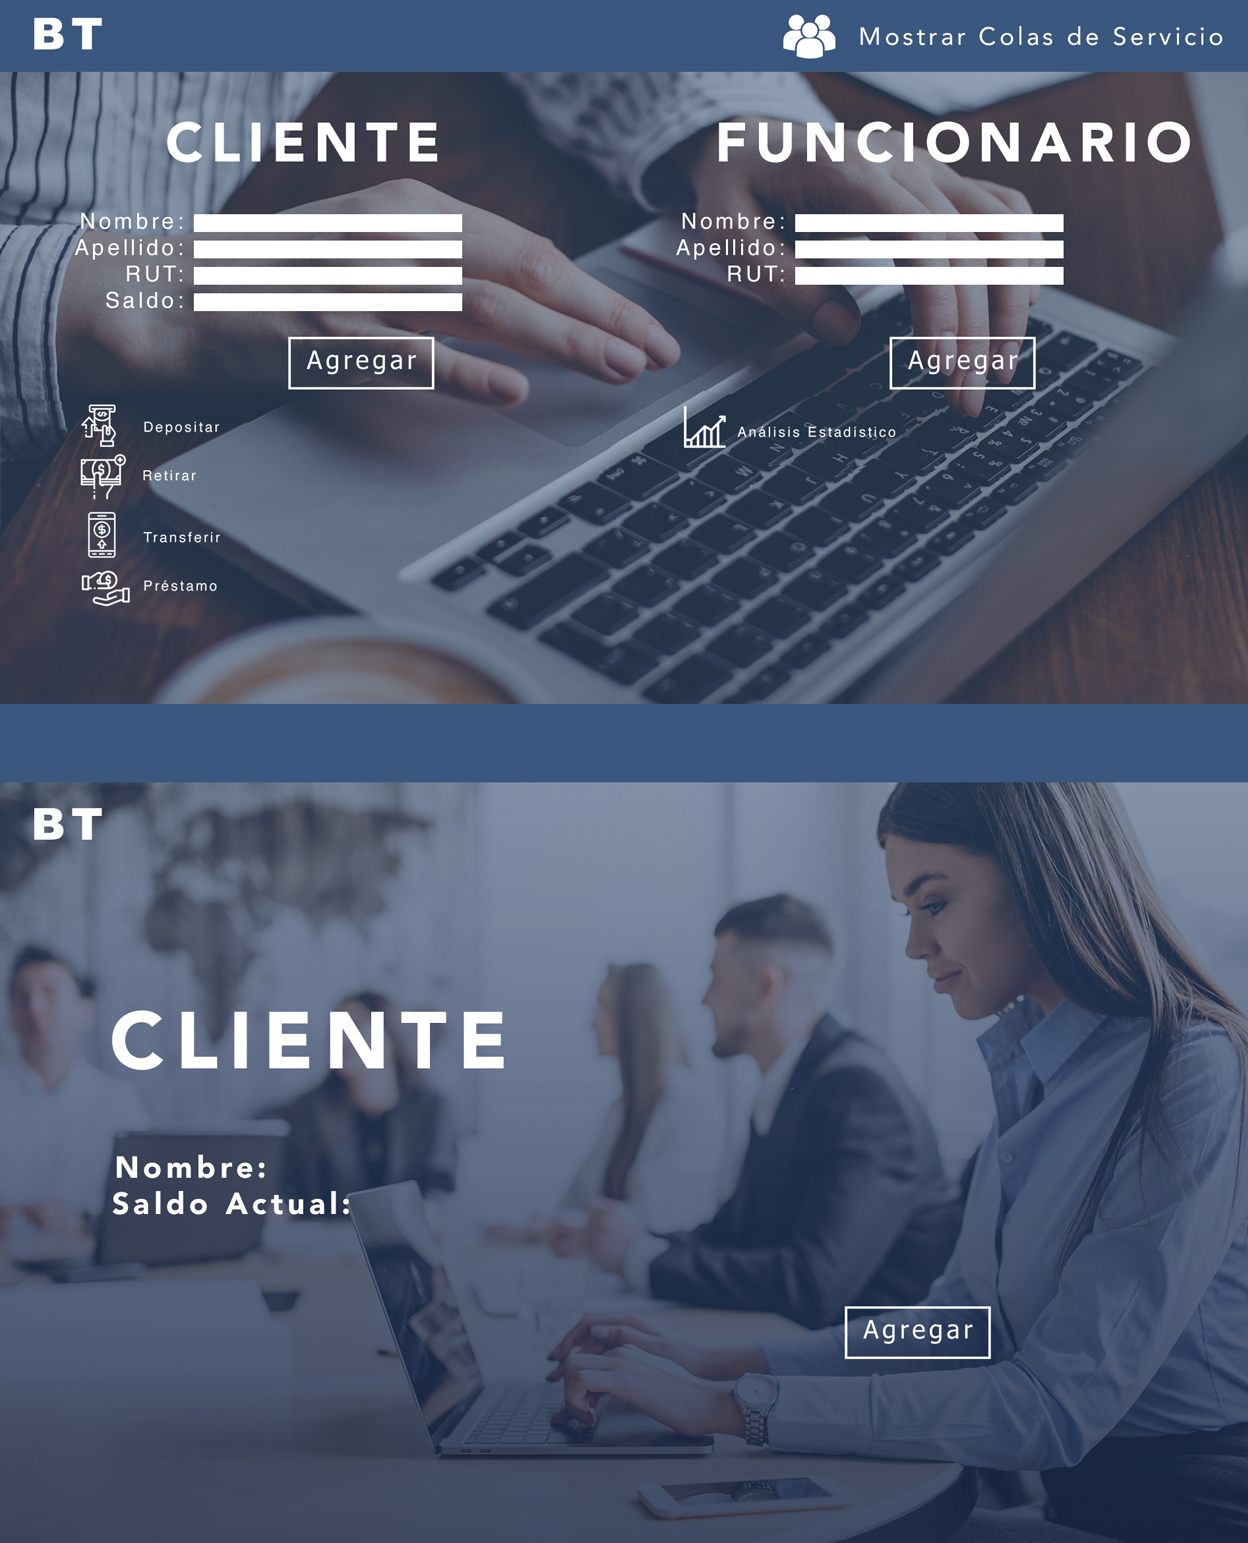 BT
Mostrar Colas de Servicio
CLIENTE
Nombre:
Apellido:
RUT:
Saldo:
Agregar
Depositar
Retirar
Transferir
Préstamo
FUNCIONARIO
Nombre:
Apellido:
RUT:
Agregar
Análisis Estadístico
BT
CLIENTE
Nombre:
Saldo Actual:
Agregar